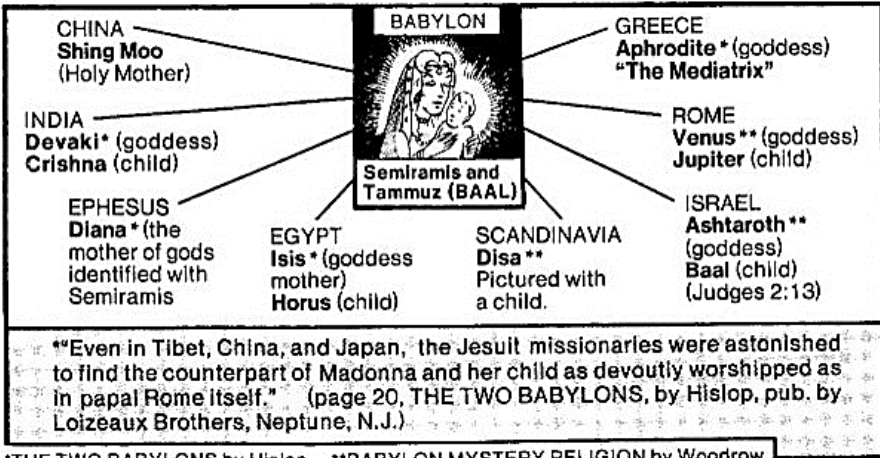 BABYLON
CHINA
Shing Moo
(Holy Mother)
INDIA
Devaki* (goddess)
Crishna (child)
EPHESUS
Diana* (the
mother of gods
identified with
Semiramis
EGYPT
Isis* (goddess
mother)
Horus (child)
Semiramis and
Tammuz (BAAL)
SCANDINAVIA
Disa**
Pictured with
a child.
GREECE
Aphrodite* (goddess)
"The Mediatrix"
ROME
Venus** (goddess)
Jupiter (child)
ISRAEL
Ashtaroth**
(goddess)
Baal (child)
(Judges 2:13)
*"Even in Tibet, China, and Japan, the Jesuit missionaries were astonished
to find the counterpart of Madonna and her child as devoutly worshipped as
in papal Rome itself." (page 20, THE TWO BABYLONS, by Hislop, pub. by
Loizeaux Brothers, Neptune, N.J.)
*THE TWO BABYLONS by Hislop **BABYLON MYSTERY RELIGION by Woodrow